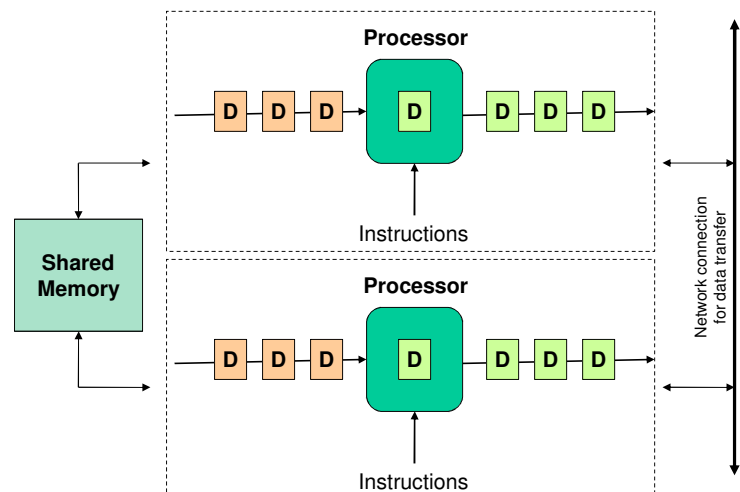 Processor
D D D D D D D
Instructions
Shared
Memory
Processor
D D D D D D D
Instructions
Network connection
for data transfer